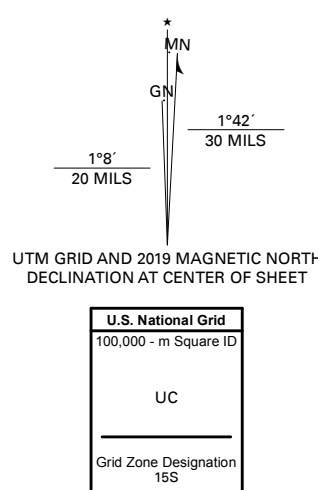 ★
MN
GN
1°42´
30 MILS
1°8´
20 MILS
UTM GRID AND 2019 MAGNETIC NORTH
DECLINATION AT CENTER OF SHEET
U.S. National Grid
100,000 - m Square ID
UC
Grid Zone Designation
15S